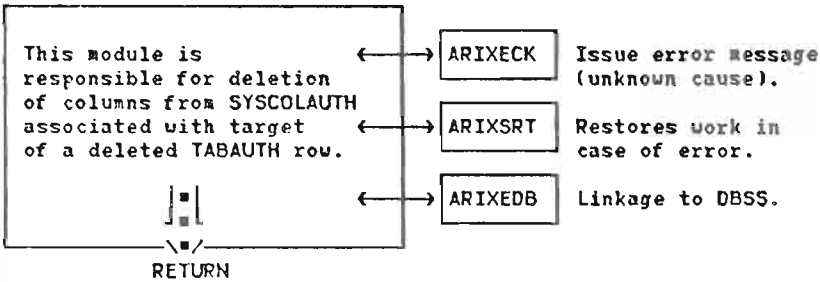 This module is
responsible for deletion
of columns from SYSCOLAUTH
associated with target
of a deleted TABAUTH row.
ARIXECK
Issue error message
(unknown cause).
ARIXSRT
Restores work in
case of error.
ARIXEDB
Linkage to DBSS.
RETURN